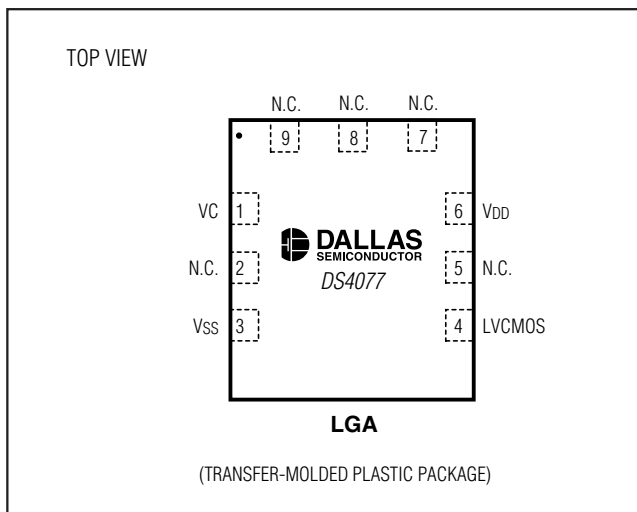 TOP VIEW
N.C. N.C. N.C.
9 8 7
VC 1 6 VDD
DALLAS
SEMICONDUCTOR
N.C. 2 5 N.C.
DS4077
VSS 3 4 LVCMOS
LGA
(TRANSFER-MOLDED PLASTIC PACKAGE)